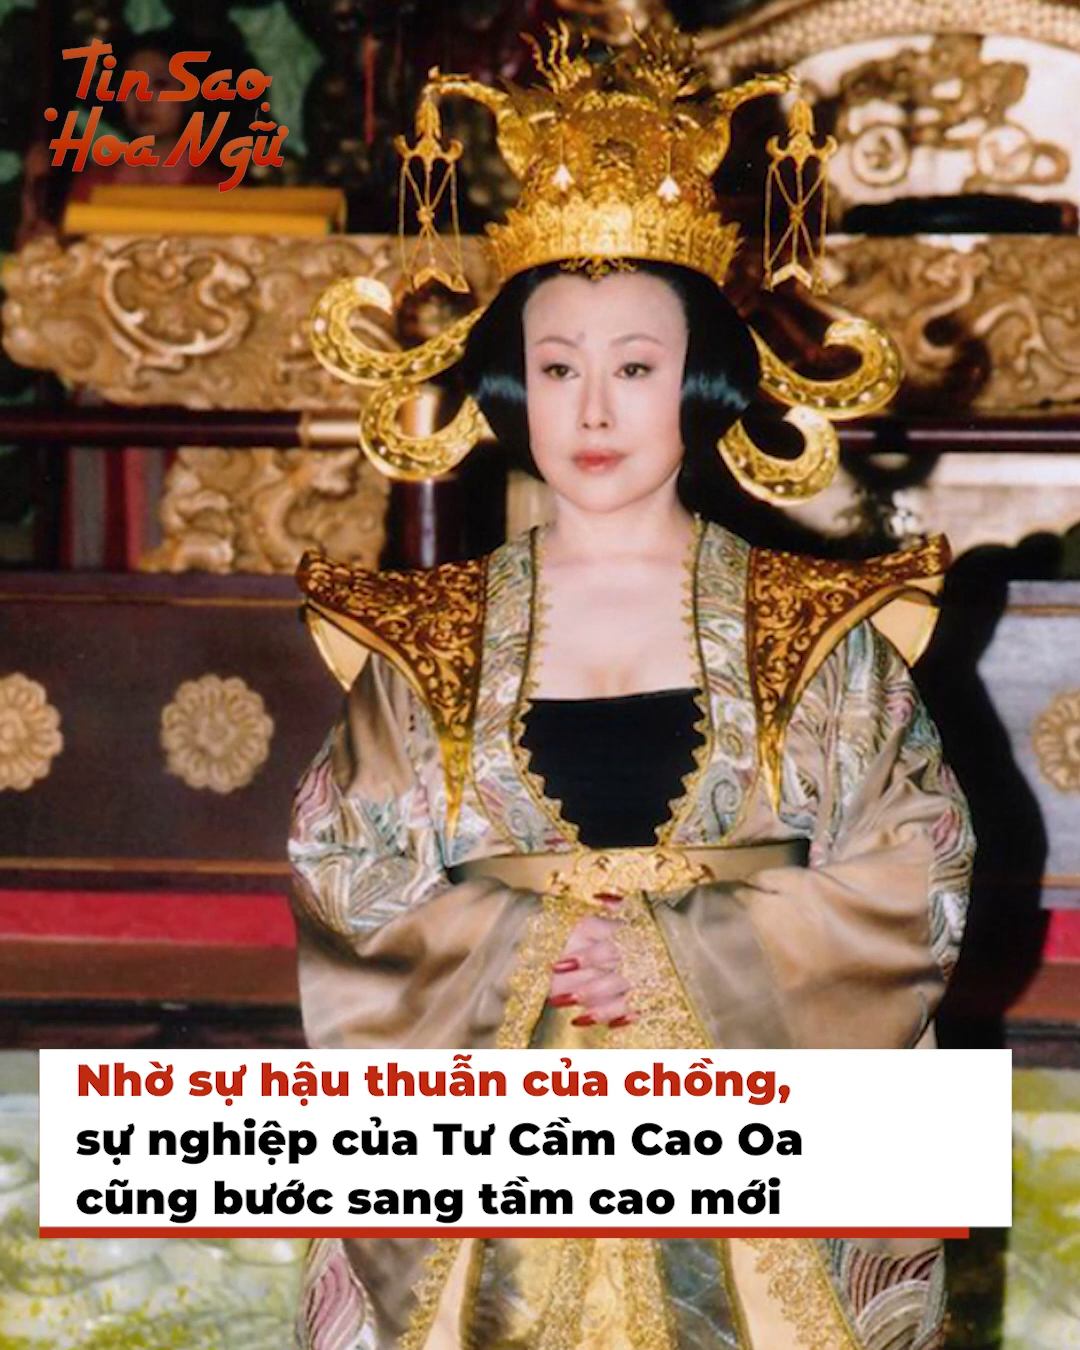 Tin Sao
Hoa Ngữ
Nhờ sự hậu thuẫn của chồng,
sự nghiệp của Tư Cầm Cao Oa
cũng bước sang tầm cao mới